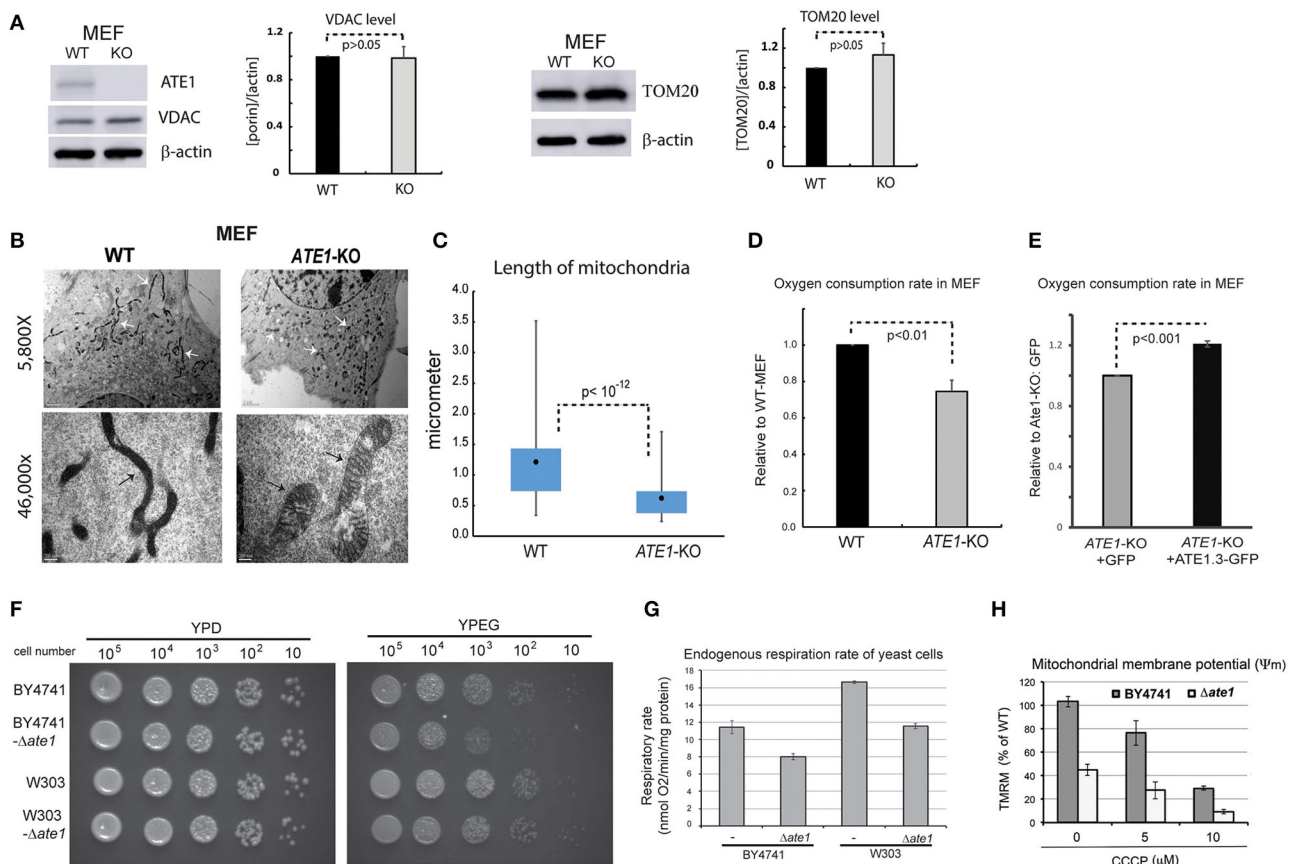 A
MEF
WT KO
ATE1
VDAC
β-actin
VDAC level
p>0.05
1.2
1
0.8
0.4
0
[porin]/[actin]
WT KO
MEF
WT KO
TOM20
β-actin
TOM20 level
p>0.05
1.2
1
0.8
0.4
0
[TOM20]/[actin]
WT KO
B
MEF
WT ATE1-KO
5,800X
46,000x
C
Length of mitochondria
4.0
3.5
3.0
2.5
2.0
1.5
1.0
0.5
0.0
micrometer
p< 10⁻¹²
WT ATE1-KO
D
Oxygen consumption rate in MEF
p<0.01
1.2
1.0
0.8
0.6
0.4
0.2
0.0
Relative to WT-MEF
WT ATE1-KO
E
Oxygen consumption rate in MEF
p<0.001
1.2
1
0.8
0.6
0.4
0.2
0
Relative to Ate1-KO: GFP
ATE1-KO ATE1-KO
+GFP +ATE1.3-GFP
F
YPD YPEG
cell number 10⁵ 10⁴ 10³ 10² 10 10⁵ 10⁴ 10³ 10² 10
BY4741
BY4741
-Δate1
W303
W303
-Δate1
G
Endogenous respiration rate of yeast cells
18
16
14
12
10
8
6
4
2
0
Respiratory rate
(nmol O2/min/mg protein)
- Δate1 - Δate1
BY4741 W303
H
Mitochondrial membrane potential (Ψm)
BY4741 Δate1
120
100
80
60
40
20
0
TMRM (% of WT)
0 5 10
CCCP (μM)